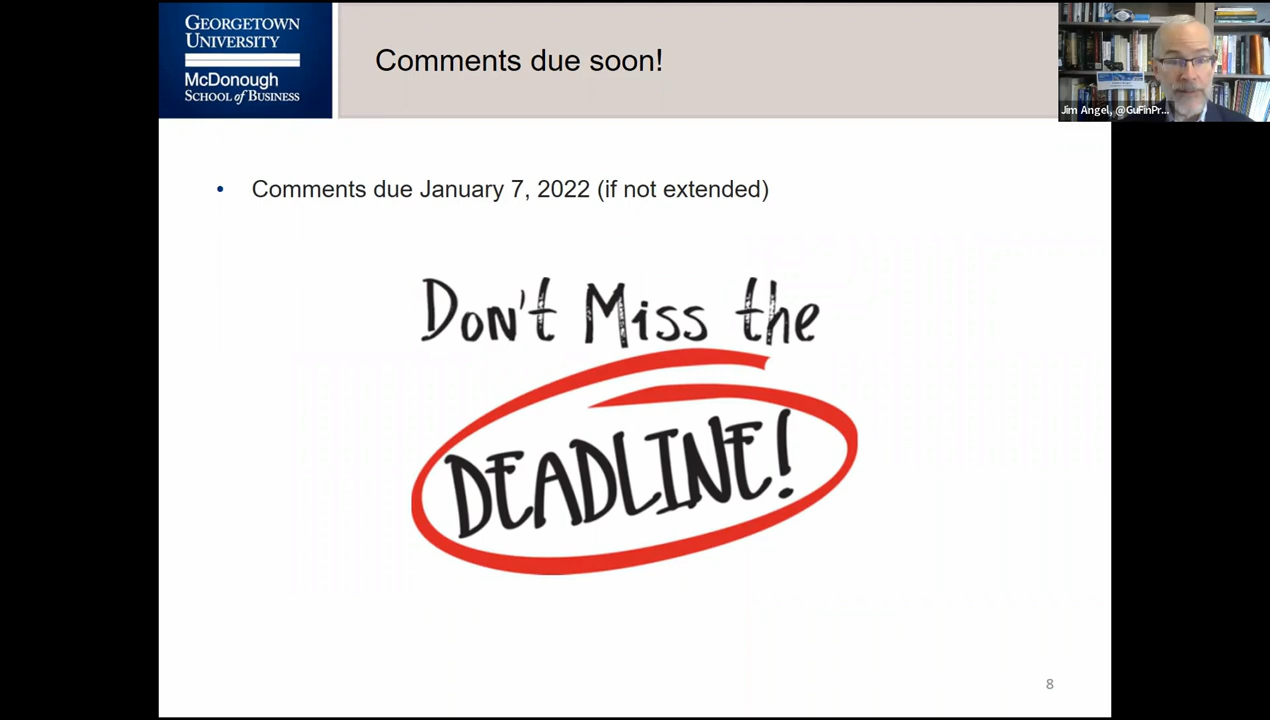 GEORGETOWN
UNIVERSITY
McDonough
SCHOOL of BUSINESS
Comments due soon!
Jim Angel, @GuFinPr...
• Comments due January 7, 2022 (if not extended)
Don't Miss the
DEADLINE!
8